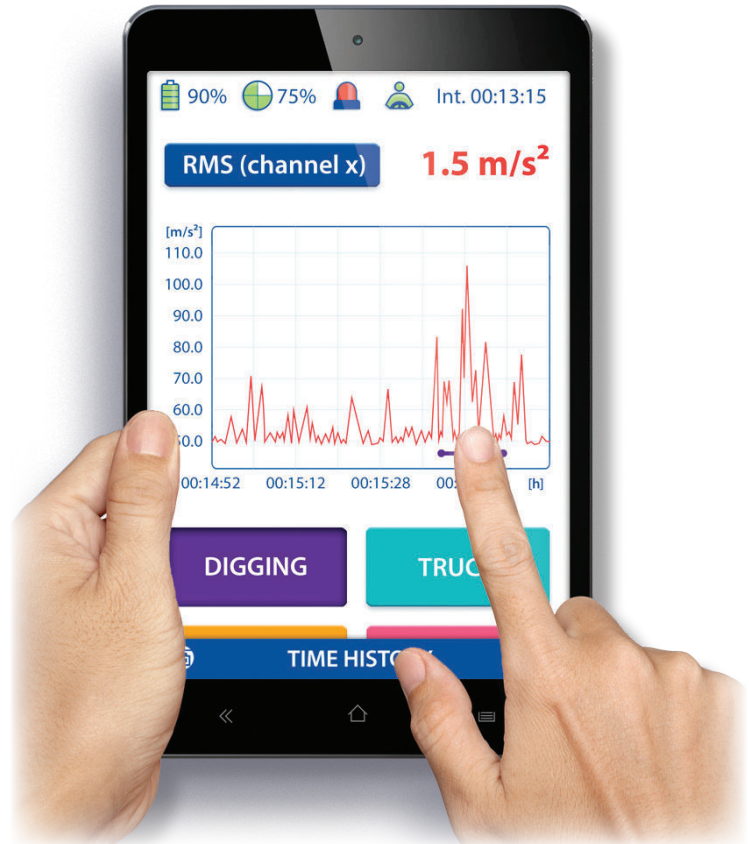 90% 75% Int. 00:13:15
RMS (channel x) 1.5 m/s²
[m/s²]
110.0
100.0
90.0
80.0
70.0
60.0
00:14:52 00:15:12 00:15:28 [h]
DIGGING
TIME HISTORY